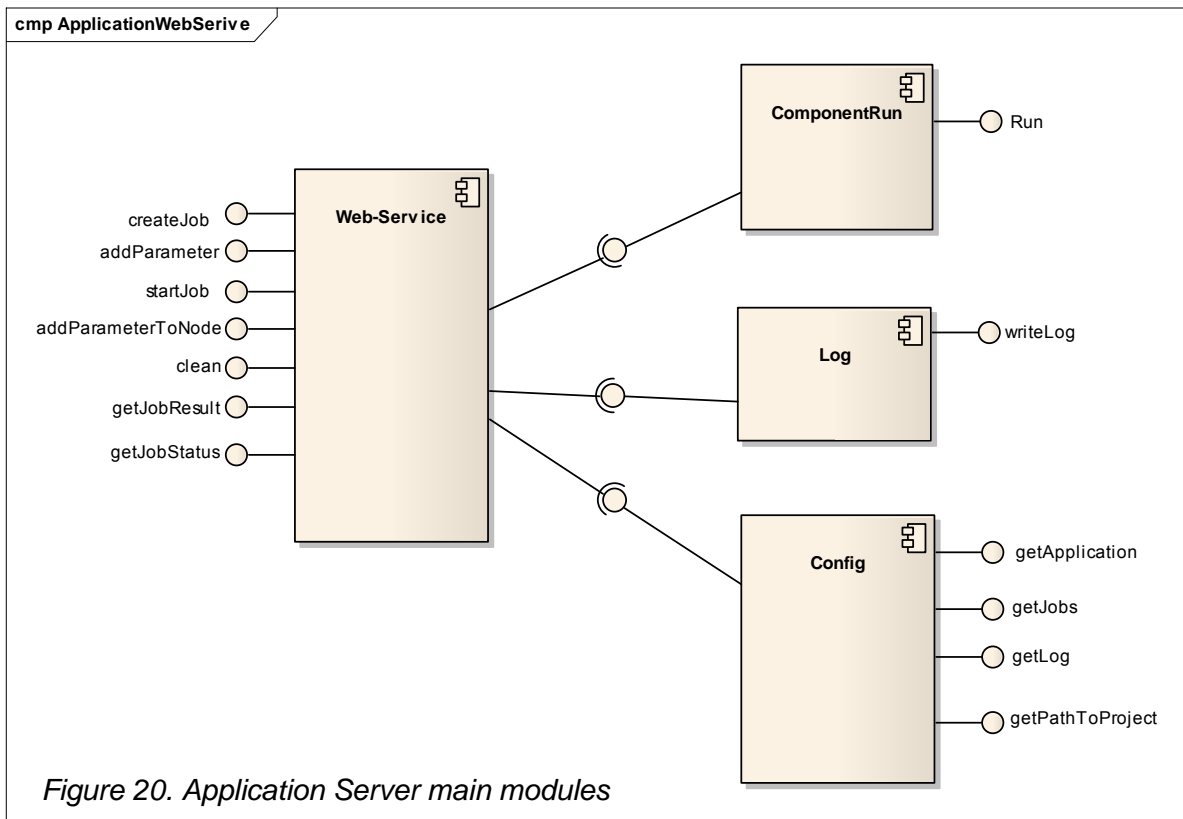 cmp ApplicationWebSerive
ComponentRun
Run
Web-Service
createJob
addParameter
startJob
addParameterToNode
clean
getJobResult
getJobStatus
Log
writeLog
Config
getApplication
getJobs
getLog
getPathToProject
Figure 20. Application Server main modules